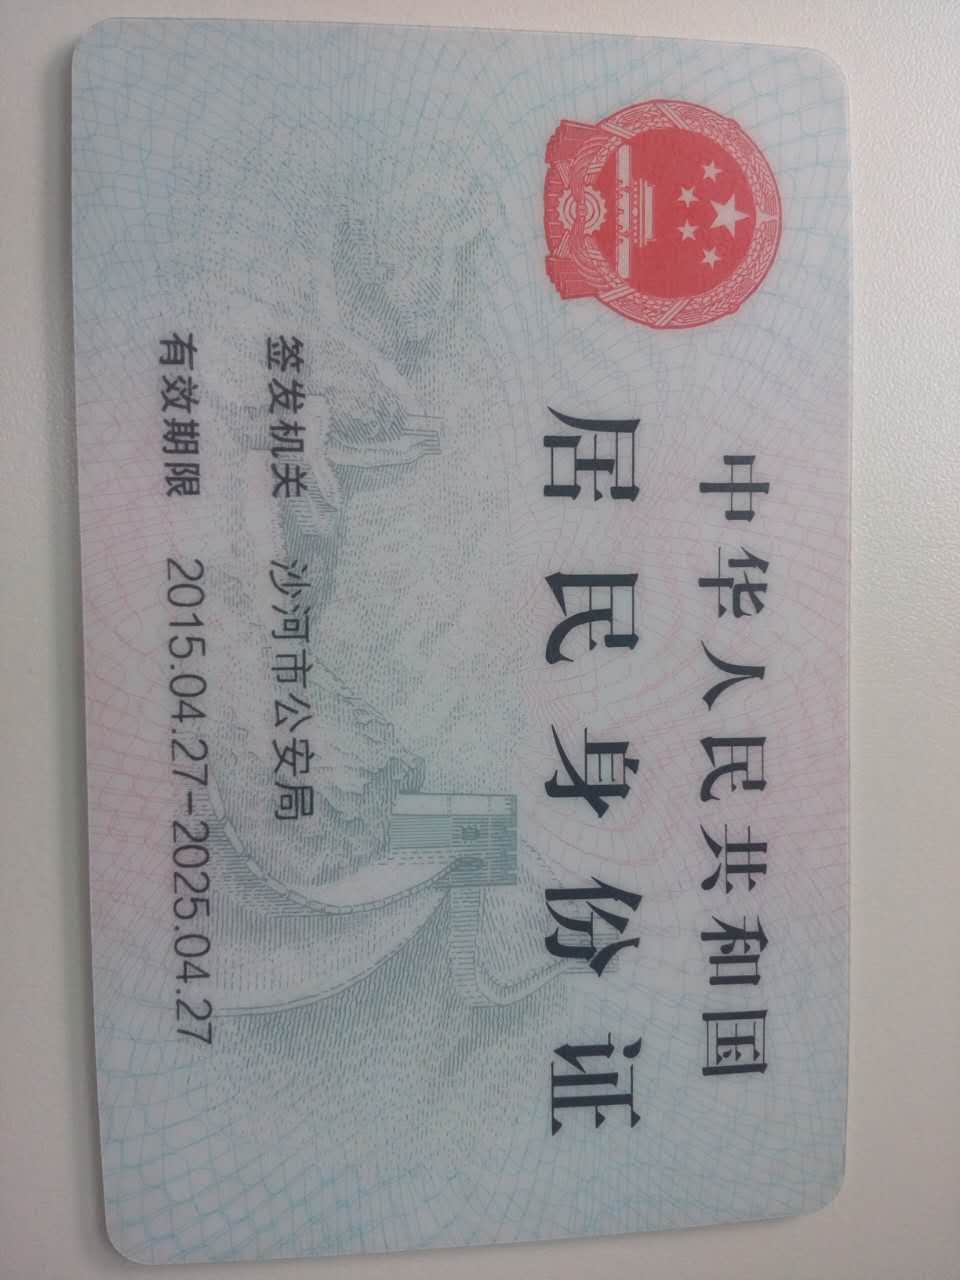 中华人民共和国
居民身份证
签发机关 沙河市公安局
有效期限 2015.04.27-2025.04.27